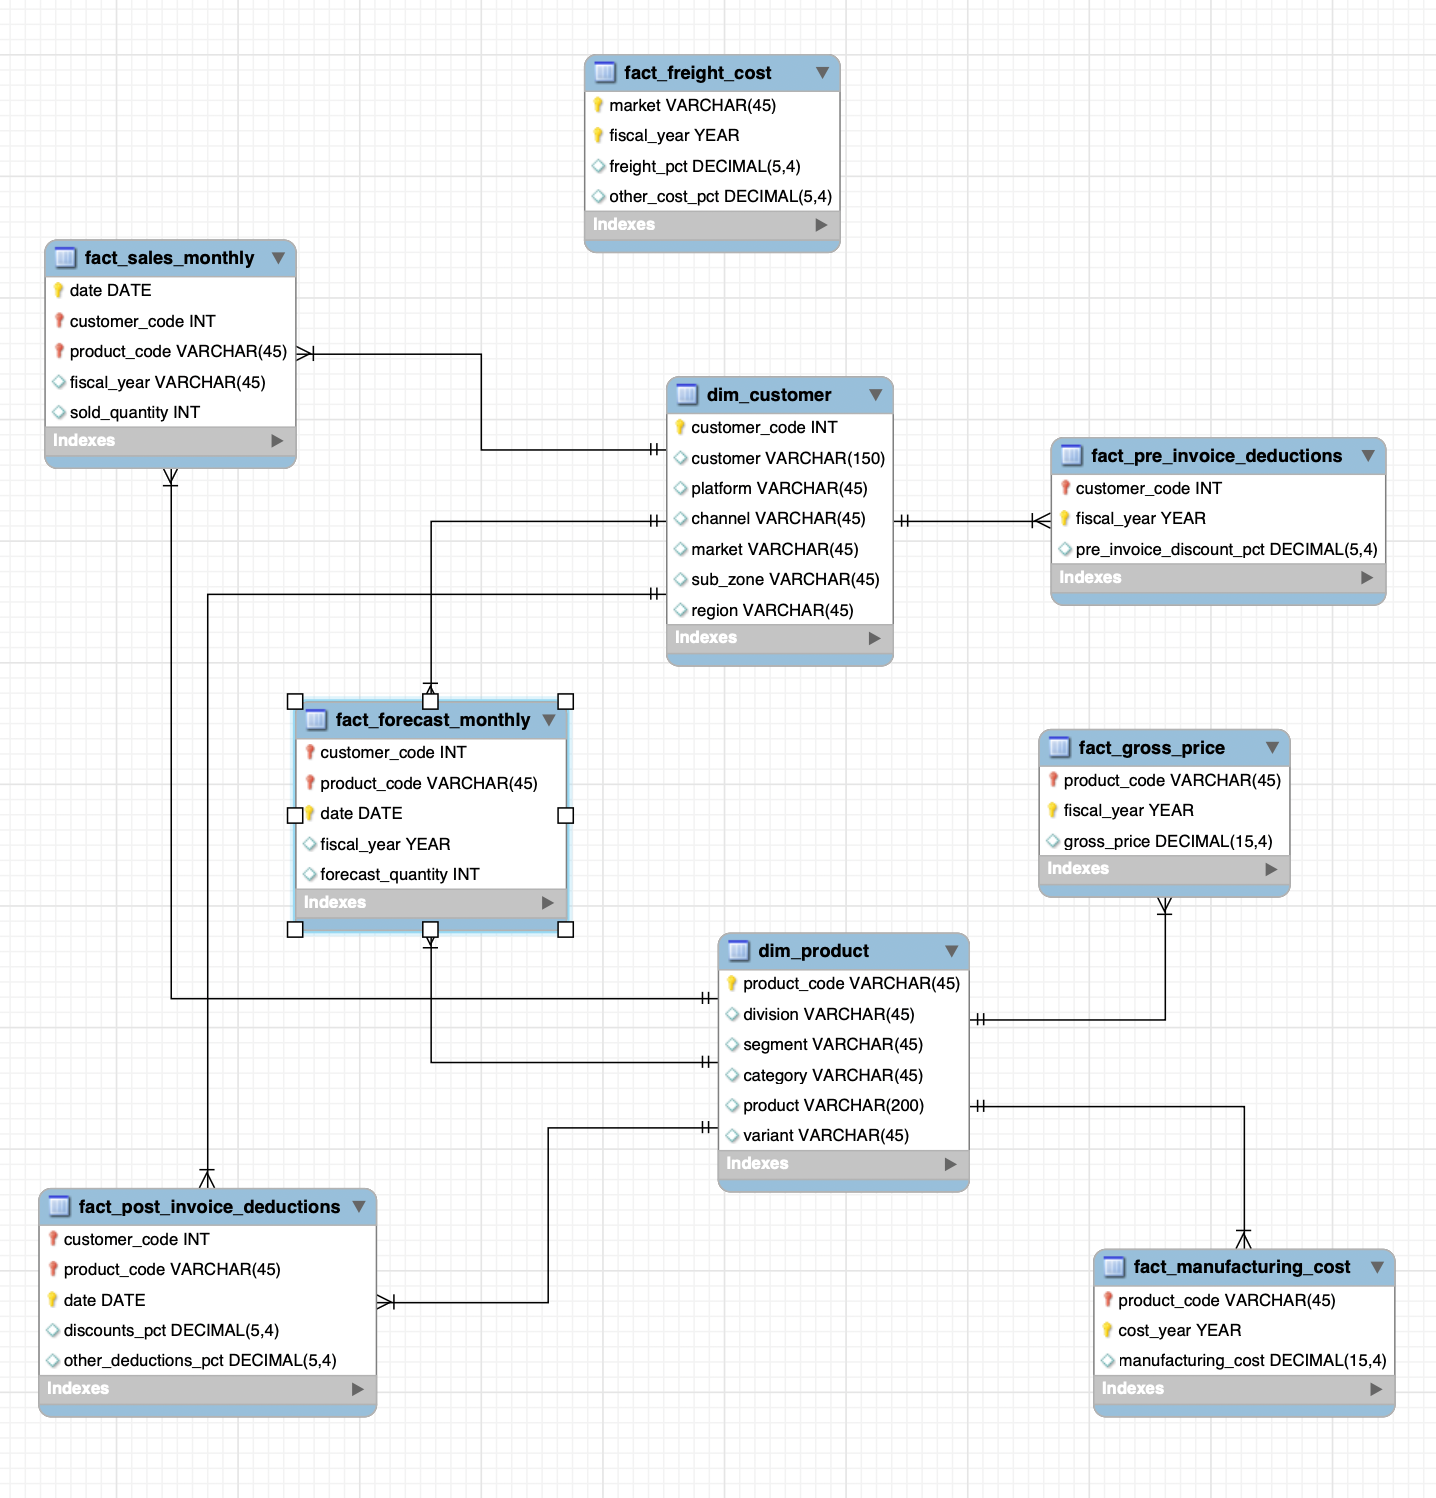 fact_freight_cost
market VARCHAR(45)
fiscal_year YEAR
freight_pct DECIMAL(5,4)
other_cost_pct DECIMAL(5,4)
Indexes
fact_sales_monthly
date DATE
customer_code INT
product_code VARCHAR(45)
fiscal_year VARCHAR(45)
sold_quantity INT
Indexes
dim_customer
customer_code INT
customer VARCHAR(150)
platform VARCHAR(45)
channel VARCHAR(45)
market VARCHAR(45)
sub_zone VARCHAR(45)
region VARCHAR(45)
Indexes
fact_pre_invoice_deductions
customer_code INT
fiscal_year YEAR
pre_invoice_discount_pct DECIMAL(5,4)
Indexes
fact_forecast_monthly
customer_code INT
product_code VARCHAR(45)
date DATE
fiscal_year YEAR
forecast_quantity INT
Indexes
fact_gross_price
product_code VARCHAR(45)
fiscal_year YEAR
gross_price DECIMAL(15,4)
Indexes
dim_product
product_code VARCHAR(45)
division VARCHAR(45)
segment VARCHAR(45)
category VARCHAR(45)
product VARCHAR(200)
variant VARCHAR(45)
Indexes
fact_post_invoice_deductions
customer_code INT
product_code VARCHAR(45)
date DATE
discounts_pct DECIMAL(5,4)
other_deductions_pct DECIMAL(5,4)
Indexes
fact_manufacturing_cost
product_code VARCHAR(45)
cost_year YEAR
manufacturing_cost DECIMAL(15,4)
Indexes